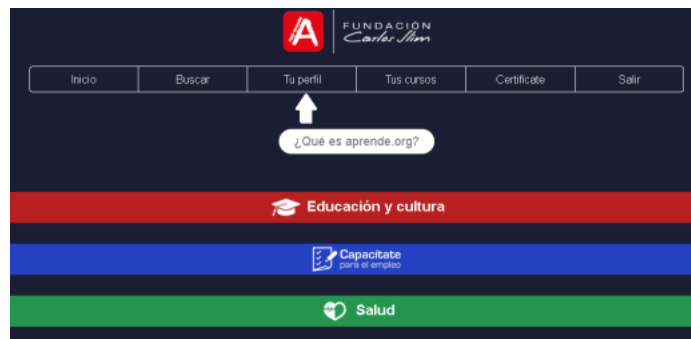 FUNDACIÓN
Carlos Slim
Inicio Buscar Tu perfil Tus cursos Certifícate Salir
¿Qué es aprende.org?
Educación y cultura
Capacítate
para el empleo
Salud